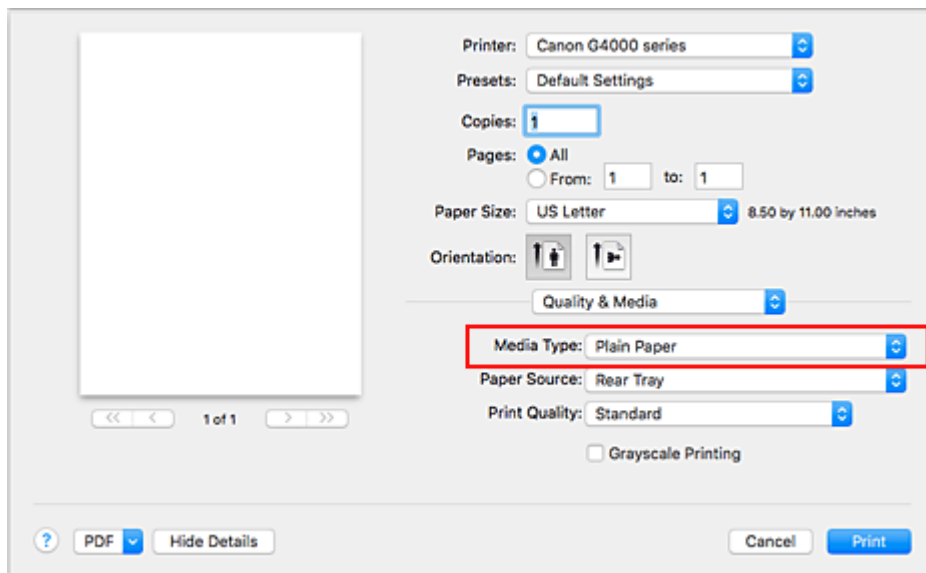 Printer: Canon G4000 series
Presets: Default Settings
Copies: 1
Pages: All
From: 1 to: 1
Paper Size: US Letter 8.50 by 11.00 inches
Orientation:
Quality & Media
Media Type: Plain Paper
Paper Source: Rear Tray
Print Quality: Standard
Grayscale Printing
<< < 1 of 1 > >>
? PDF Hide Details Cancel Print